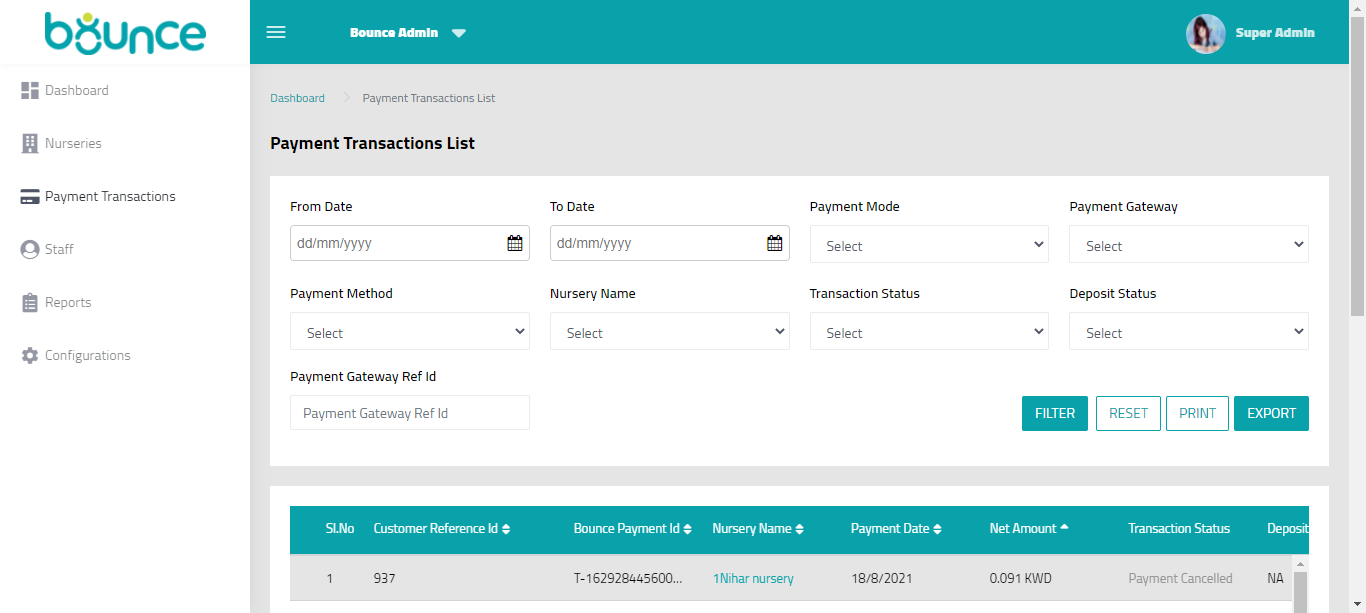 bounce
Bounce Admin
Super Admin
Dashboard
Nurseries
Payment Transactions
Staff
Reports
Configurations
Dashboard Payment Transactions List
Payment Transactions List
From Date To Date Payment Mode Payment Gateway
dd/mm/yyyy dd/mm/yyyy Select Select
Payment Method Nursery Name Transaction Status Deposit Status
Select Select Select Select
Payment Gateway Ref Id
Payment Gateway Ref Id FILTER RESET PRINT EXPORT
Sl.No Customer Reference Id Bounce Payment Id Nursery Name Payment Date Net Amount Transaction Status Deposit
1 937 T-162928445600... 1Nihar nursery 18/8/2021 0.091 KWD Payment Cancelled NA